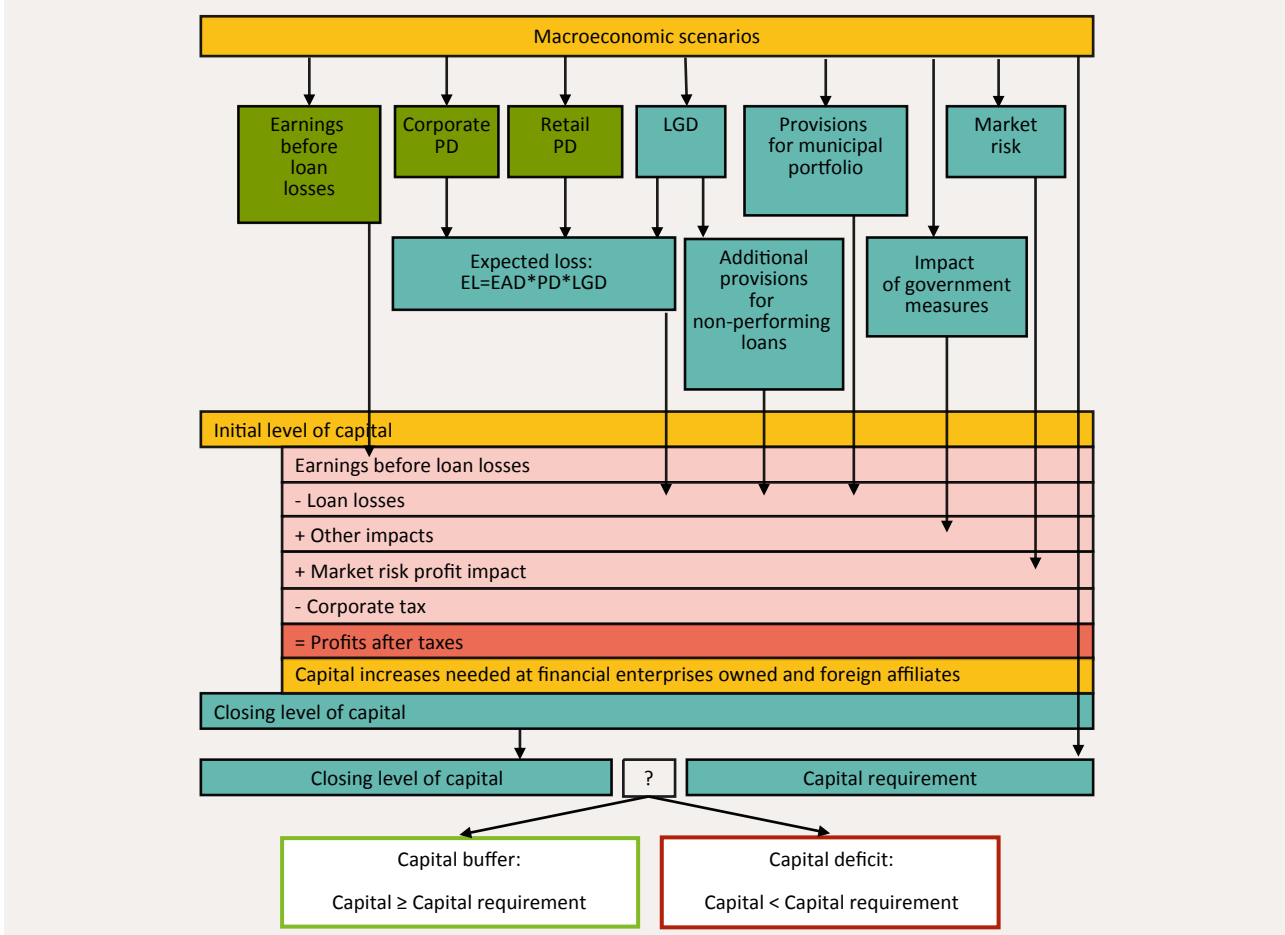 Macroeconomic scenarios
Earnings
before
loan
losses
Corporate
PD
Retail
PD
LGD
Provisions
for municipal
portfolio
Market
risk
Expected loss:
EL=EAD*PD*LGD
Additional
provisions
for
non-performing
loans
Impact
of government
measures
Initial level of capital
Earnings before loan losses
- Loan losses
+ Other impacts
+ Market risk profit impact
- Corporate tax
= Profits after taxes
Capital increases needed at financial enterprises owned and foreign affiliates
Closing level of capital
Closing level of capital
?
Capital requirement
Capital buffer:
Capital ≥ Capital requirement
Capital deficit:
Capital < Capital requirement